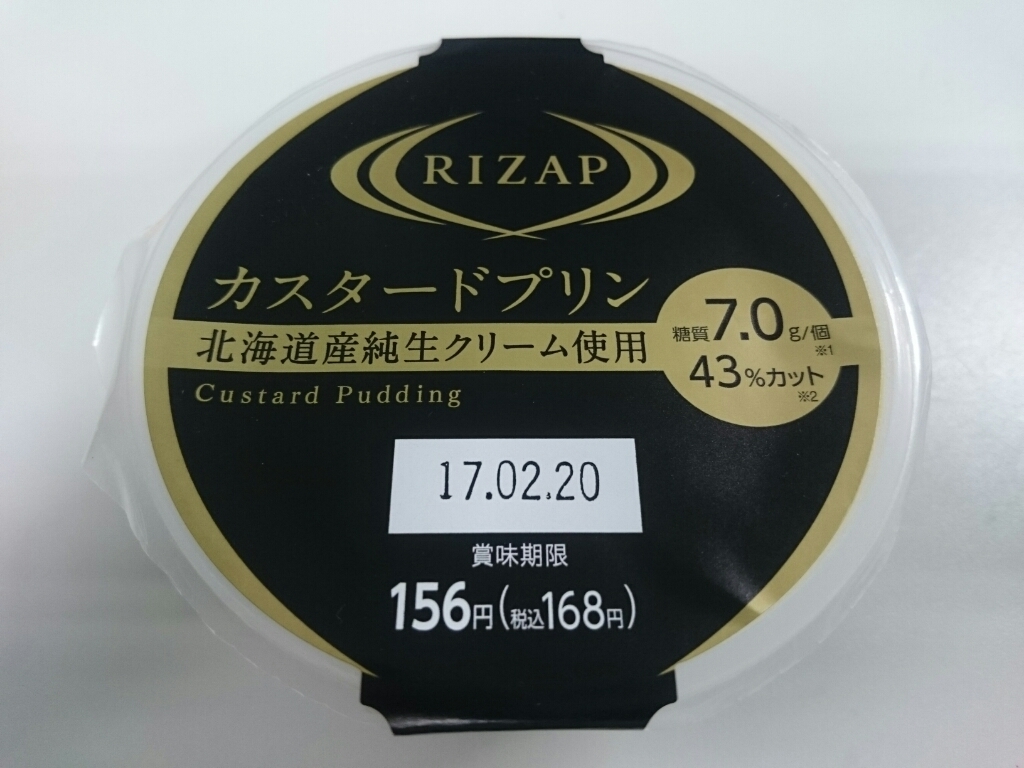 RIZAP
カスタードプリン
北海道産純生クリーム使用
Custard Pudding
糖質7.0g/個
※1
43%カット
※2
17.02.20
賞味期限
156円(税込168円)